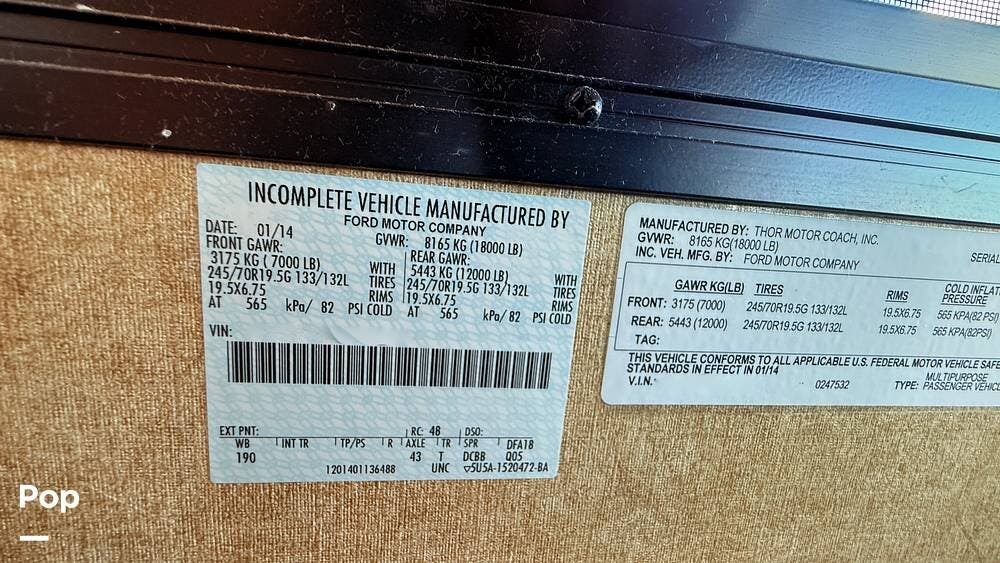 INCOMPLETE VEHICLE MANUFACTURED BY
FORD MOTOR COMPANY
DATE: 01/14 GVWR: 8165 KG (18000 LB)
FRONT GAWR: REAR GAWR:
3175 KG ( 7000 LB) WITH 5443 KG (12000 LB) WITH
245/70R19.5G 133/132L TIRES 245/70R19.5G 133/132L TIRES
19.5X6.75 RIMS 19.5X6.75 RIMS
AT 565 kPa/ 82 PSI COLD AT 565 kPa/ 82 PSI COLD
VIN:
EXT PNT: RC: 48 DSO:
WB INT TR TP/PS R AXLE TR SPR DFA18
190 43 T DCBB Q05
1201401136488 UNC ▽5U5A-1520472-BA
MANUFACTURED BY: THOR MOTOR COACH, INC.
GVWR: 8165 KG(18000 LB)
INC. VEH. MFG. BY: FORD MOTOR COMPANY SERIAL
GAWR KG(LB) TIRES RIMS COLD INFLAT
PRESSURE
FRONT: 3175 (7000) 245/70R19.5G 133/132L 19.5X6.75 565 KPA(82 PSI)
REAR: 5443 (12000) 245/70R19.5G 133/132L 19.5X6.75 565 KPA(82PSI)
TAG:
THIS VEHICLE CONFORMS TO ALL APPLICABLE U.S. FEDERAL MOTOR VEHICLE SAFE
STANDARDS IN EFFECT IN 01/14
V.I.N.: 0247532 TYPE: MULTIPURPOSE
PASSENGER VEHICL
Pop